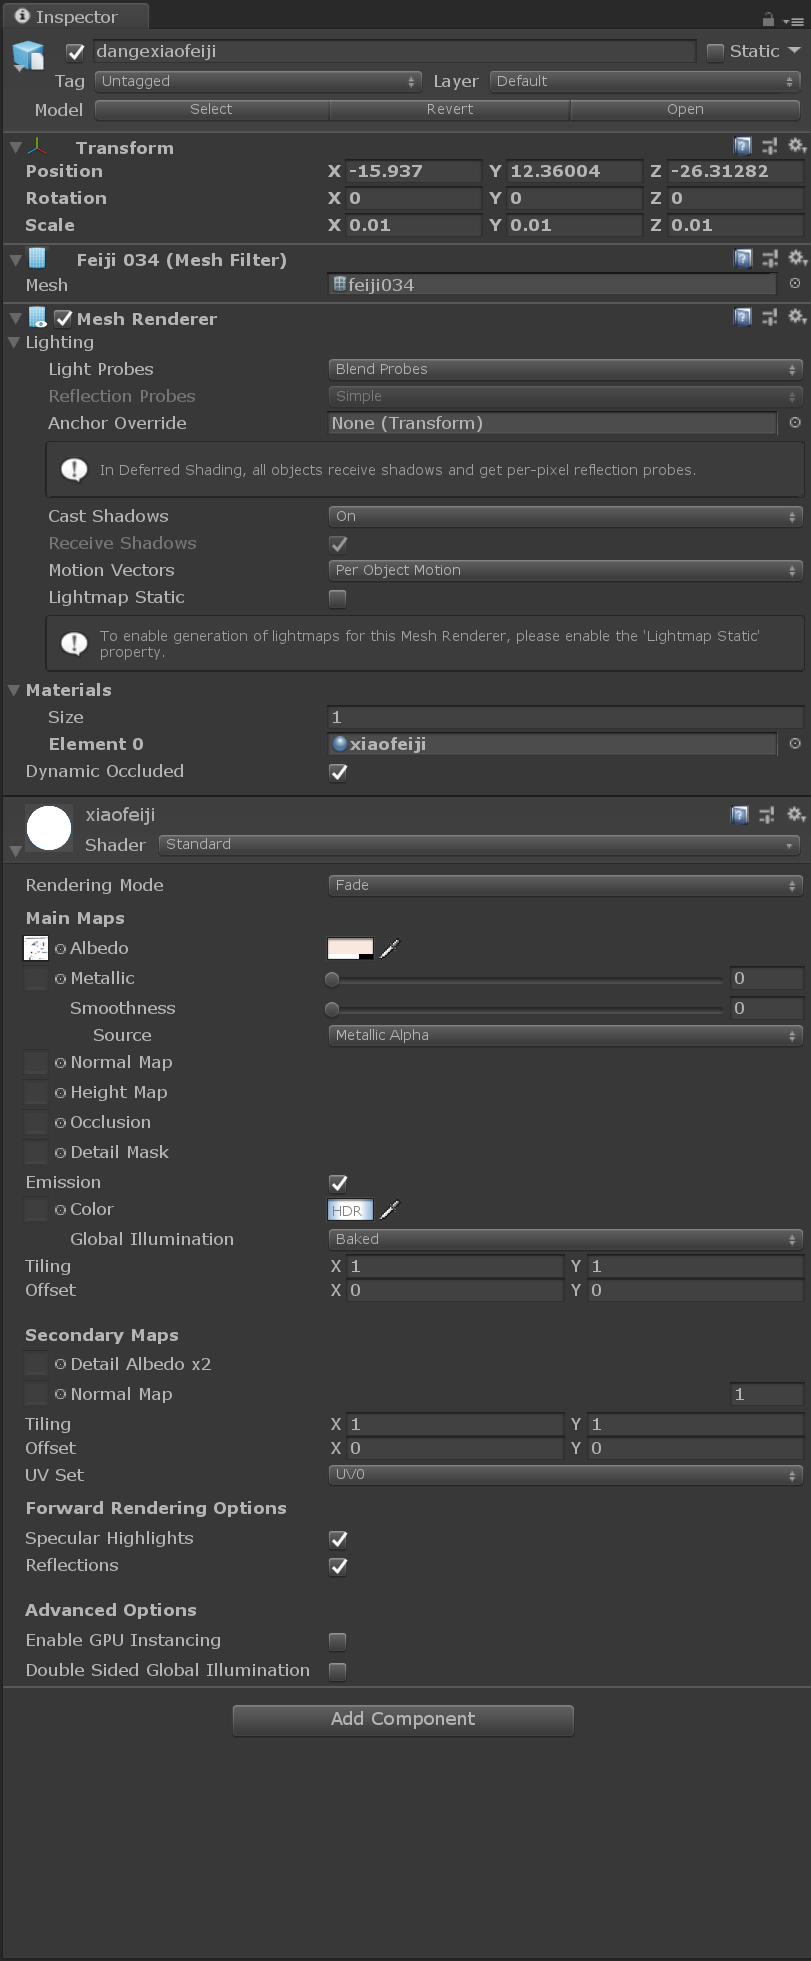 Inspector
dangexiaofeiji Static
Tag Untagged Layer Default
Model Select Revert Open
Transform
Position X -15.937 Y 12.36004 Z -26.31282
Rotation X 0 Y 0 Z 0
Scale X 0.01 Y 0.01 Z 0.01
Feiji 034 (Mesh Filter)
Mesh feiji034
Mesh Renderer
Lighting
Light Probes Blend Probes
Reflection Probes Simple
Anchor Override None (Transform)
In Deferred Shading, all objects receive shadows and get per-pixel reflection probes.
Cast Shadows On
Receive Shadows
Motion Vectors Per Object Motion
Lightmap Static
To enable generation of lightmaps for this Mesh Renderer, please enable the 'Lightmap Static'
property.
Materials
Size 1
Element 0 xiaofeiji
Dynamic Occluded
xiaofeiji
Shader Standard
Rendering Mode Fade
Main Maps
Albedo
Metallic 0
Smoothness 0
Source Metallic Alpha
Normal Map
Height Map
Occlusion
Detail Mask
Emission
Color HDR
Global Illumination Baked
Tiling X 1 Y 1
Offset X 0 Y 0
Secondary Maps
Detail Albedo x2
Normal Map 1
Tiling X 1 Y 1
Offset X 0 Y 0
UV Set UV0
Forward Rendering Options
Specular Highlights
Reflections
Advanced Options
Enable GPU Instancing
Double Sided Global Illumination
Add Component